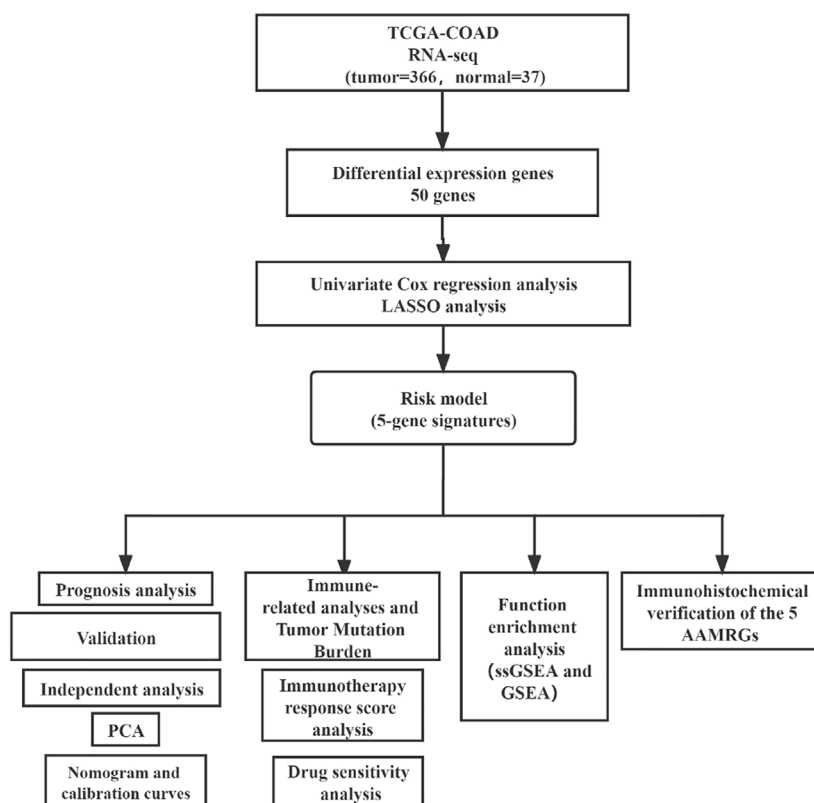 TCGA-COAD
RNA-seq
(tumor=366, normal=37)
Differential expression genes
50 genes
Univariate Cox regression analysis
LASSO analysis
Risk model
(5-gene signatures)
Prognosis analysis
Validation
Independent analysis
PCA
Nomogram and
calibration curves
Immune-
related analyses and
Tumor Mutation
Burden
Immunotherapy
response score
analysis
Drug sensitivity
analysis
Function
enrichment
analysis
(ssGSEA and
GSEA)
Immunohistochemical
verification of the 5
AAMRGs